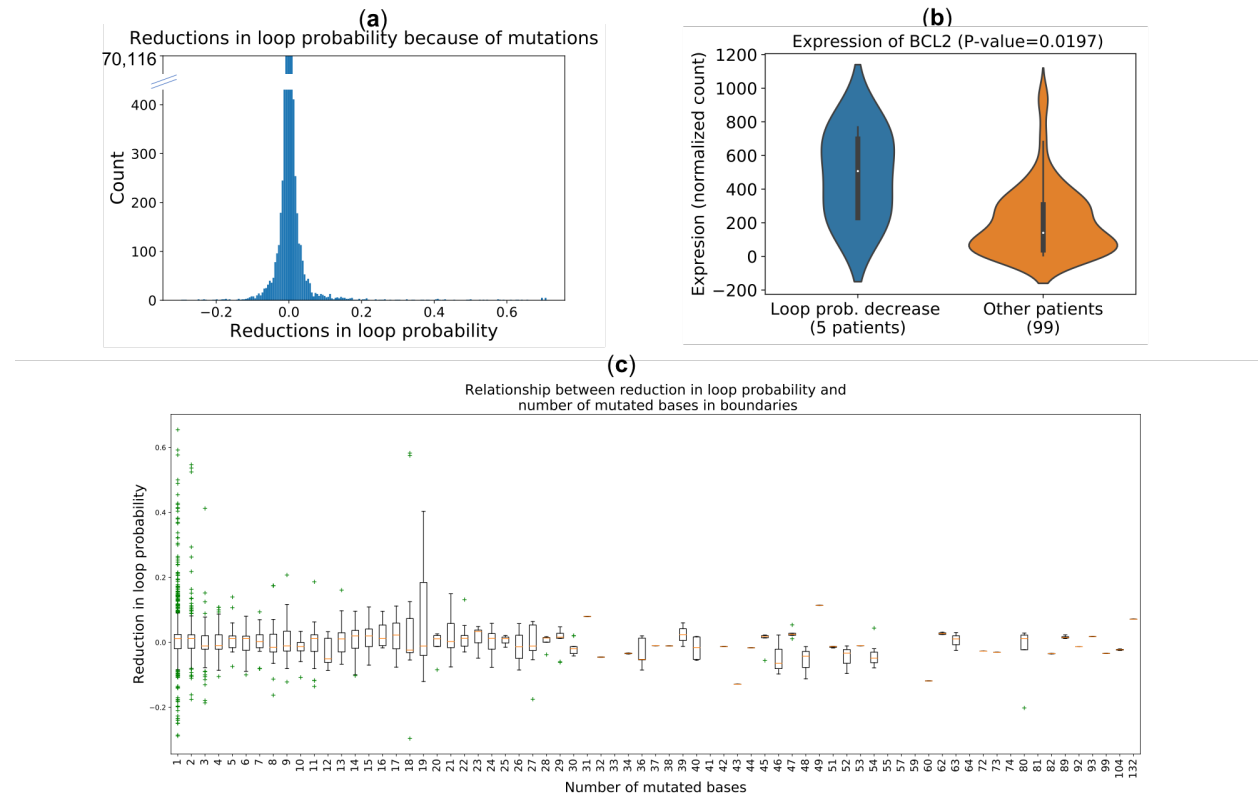 (a)
Reductions in loop probability because of mutations
70,116
400
300
200
100
0
Count
−0.2 0.0 0.2 0.4 0.6
Reductions in loop probability
(b)
Expression of BCL2 (P-value=0.0197)
1200
1000
800
600
400
200
0
−200
Expresion (normalized count)
Loop prob. decrease
(5 patients)
Other patients
(99)
(c)
Relationship between reduction in loop probability and
number of mutated bases in boundaries
0.6
0.4
0.2
0.0
−0.2
Reduction in loop probability
1 2 3 4 5 6 7 8 9 10 11 12 13 14 15 16 17 18 19 20 21 22 23 24 25 26 27 28 29 30 31 32 33 34 36 37 38 39 40 41 42 43 44 45 46 47 48 49 51 52 53 54 55 57 59 60 62 63 64 72 73 74 80 81 82 89 92 93 99 104 132
Number of mutated bases